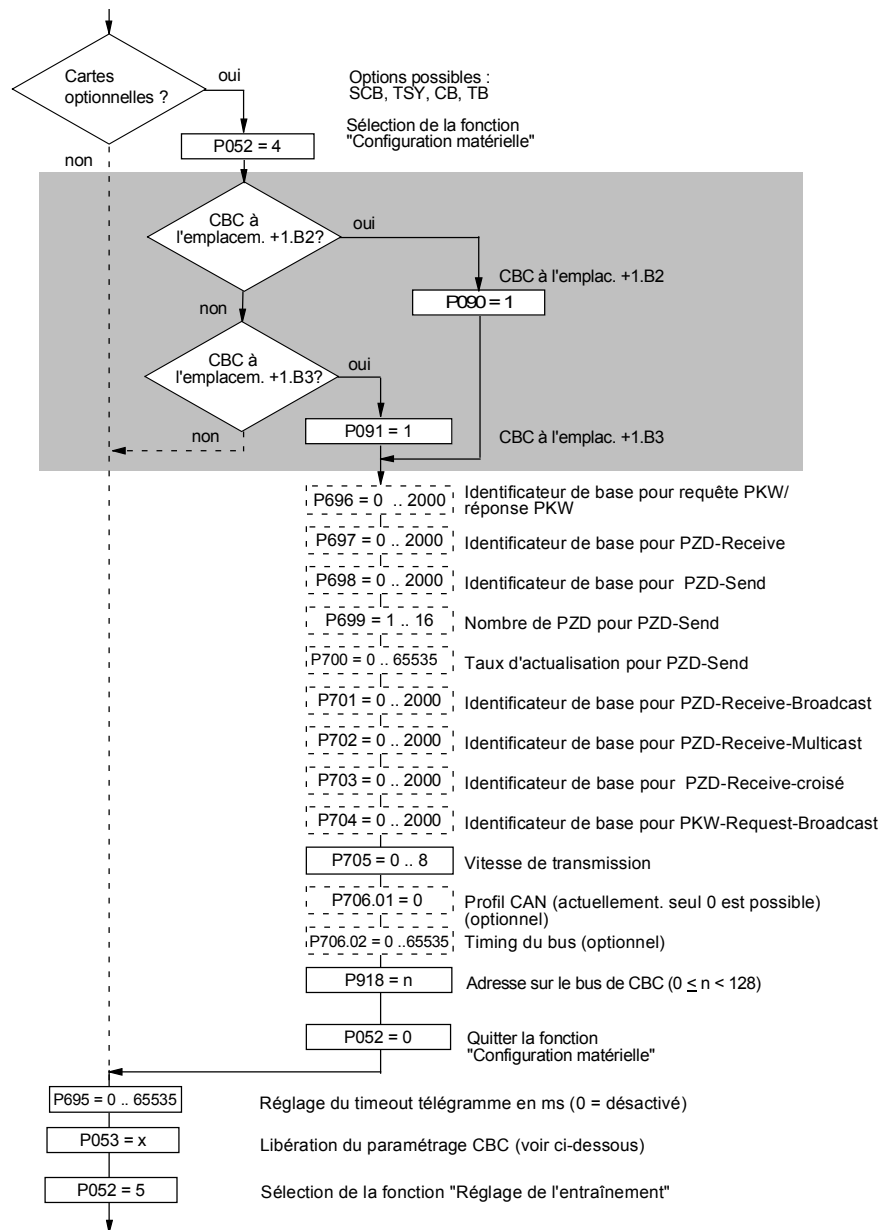 Cartes
optionnelles ?
oui
Options possibles :
SCB, TSY, CB, TB
P052 = 4
Sélection de la fonction
"Configuration matérielle"
non
CBC à
l'emplacem. +1.B2?
oui
CBC à l'emplac. +1.B2
P090 = 1
non
CBC à
l'emplacem. +1.B3?
oui
P091 = 1
CBC à l'emplac. +1.B3
non
P696 = 0 .. 2000
Identificateur de base pour requête PKW/
réponse PKW
P697 = 0 .. 2000
Identificateur de base pour PZD-Receive
P698 = 0 .. 2000
Identificateur de base pour PZD-Send
P699 = 1 .. 16
Nombre de PZD pour PZD-Send
P700 = 0 .. 65535
Taux d'actualisation pour PZD-Send
P701 = 0 .. 2000
Identificateur de base pour PZD-Receive-Broadcast
P702 = 0 .. 2000
Identificateur de base pour PZD-Receive-Multicast
P703 = 0 .. 2000
Identificateur de base pour PZD-Receive-croisé
P704 = 0 .. 2000
Identificateur de base pour PKW-Request-Broadcast
P705 = 0 .. 8
Vitesse de transmission
P706.01 = 0
Profil CAN (actuellement. seul 0 est possible)
(optionnel)
P706.02 = 0 ..65535
Timing du bus (optionnel)
P918 = n
Adresse sur le bus de CBC (0 ≤ n < 128)
P052 = 0
Quitter la fonction
"Configuration matérielle"
P695 = 0 .. 65535
Réglage du timeout télégramme en ms (0 = désactivé)
P053 = x
Libération du paramétrage CBC (voir ci-dessous)
P052 = 5
Sélection de la fonction "Réglage de l'entraînement"